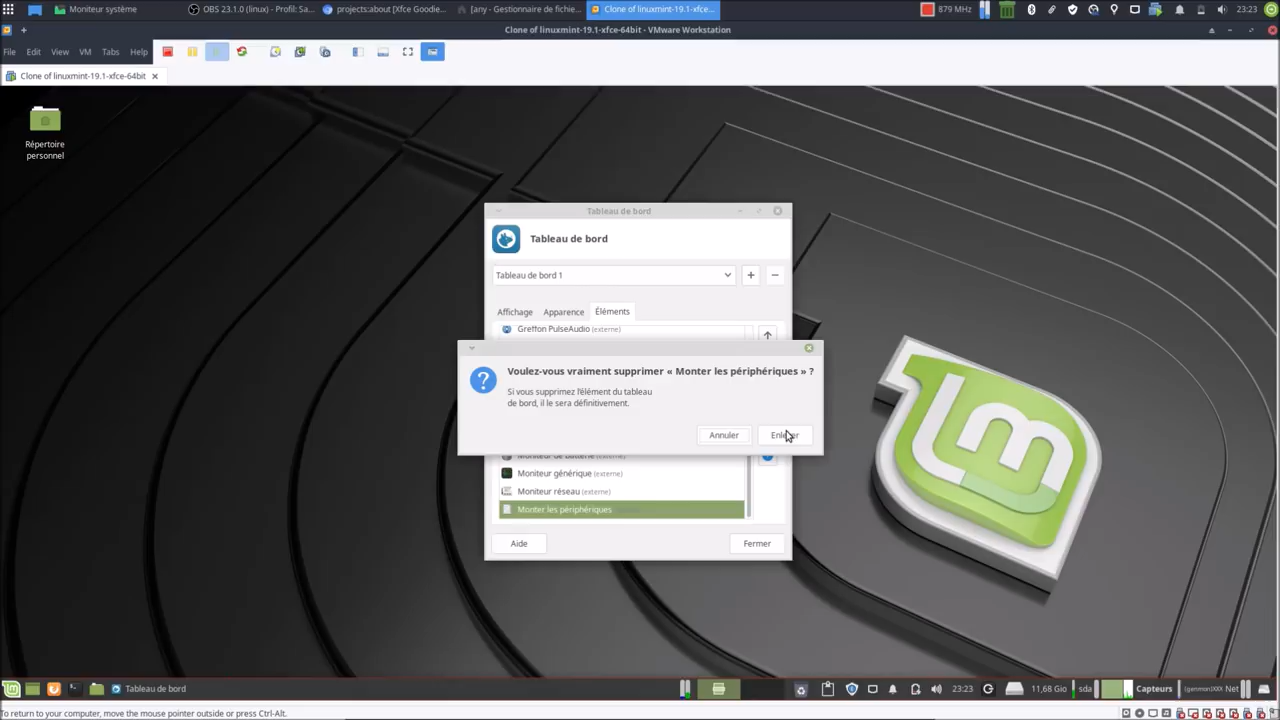 Moniteur système
OBS 23.1.0 (linux) - Profil: Sa...
projects:about [Xfce Goodie...
[any - Gestionnaire de fichie...
Clone of linuxmint-19.1-xfce...
879 MHz
23:23
Clone of linuxmint-19.1-xfce-64bit - VMware Workstation
File Edit View VM Tabs Help
Clone of linuxmint-19.1-xfce-64bit
Répertoire
personnel
Tableau de bord
Tableau de bord
Tableau de bord 1
Affichage Apparence Éléments
Greffon PulseAudio (externe)
Voulez-vous vraiment supprimer « Monter les périphériques » ?
Si vous supprimez l'élément du tableau
de bord, il le sera définitivement.
Annuler
Moniteur de batterie (externe)
Moniteur générique (externe)
Moniteur réseau (externe)
Monter les périphériques
Aide
Fermer
Tableau de bord
23:23
11,68 Gio
sda
Capteurs
Net
To return to your computer, move the mouse pointer outside or press Ctrl-Alt.